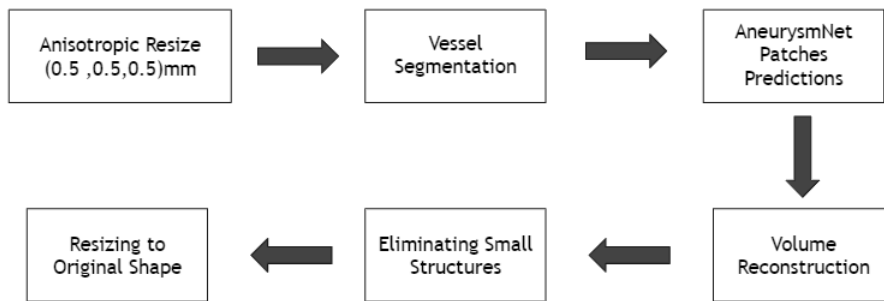 Anisotropic Resize
(0.5 ,0.5,0.5)mm
Vessel
Segmentation
AneurysmNet
Patches
Predictions
Volume
Reconstruction
Eliminating Small
Structures
Resizing to
Original Shape